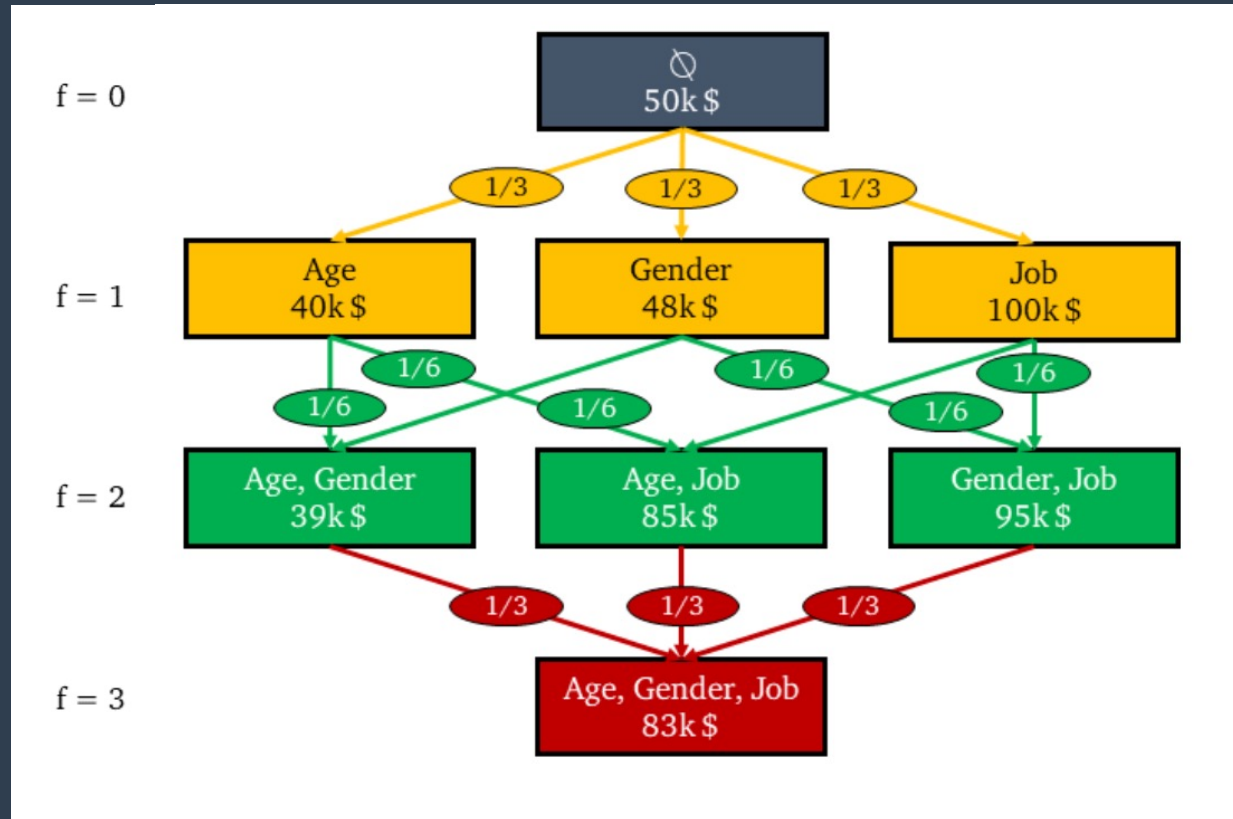 ∅
f = 0
50k $
1/3 1/3 1/3
Age Gender Job
f = 1
40k $ 48k $ 100k $
1/6 1/6 1/6
1/6 1/6 1/6
Age, Gender Age, Job Gender, Job
f = 2
39k $ 85k $ 95k $
1/3 1/3 1/3
Age, Gender, Job
f = 3
83k $